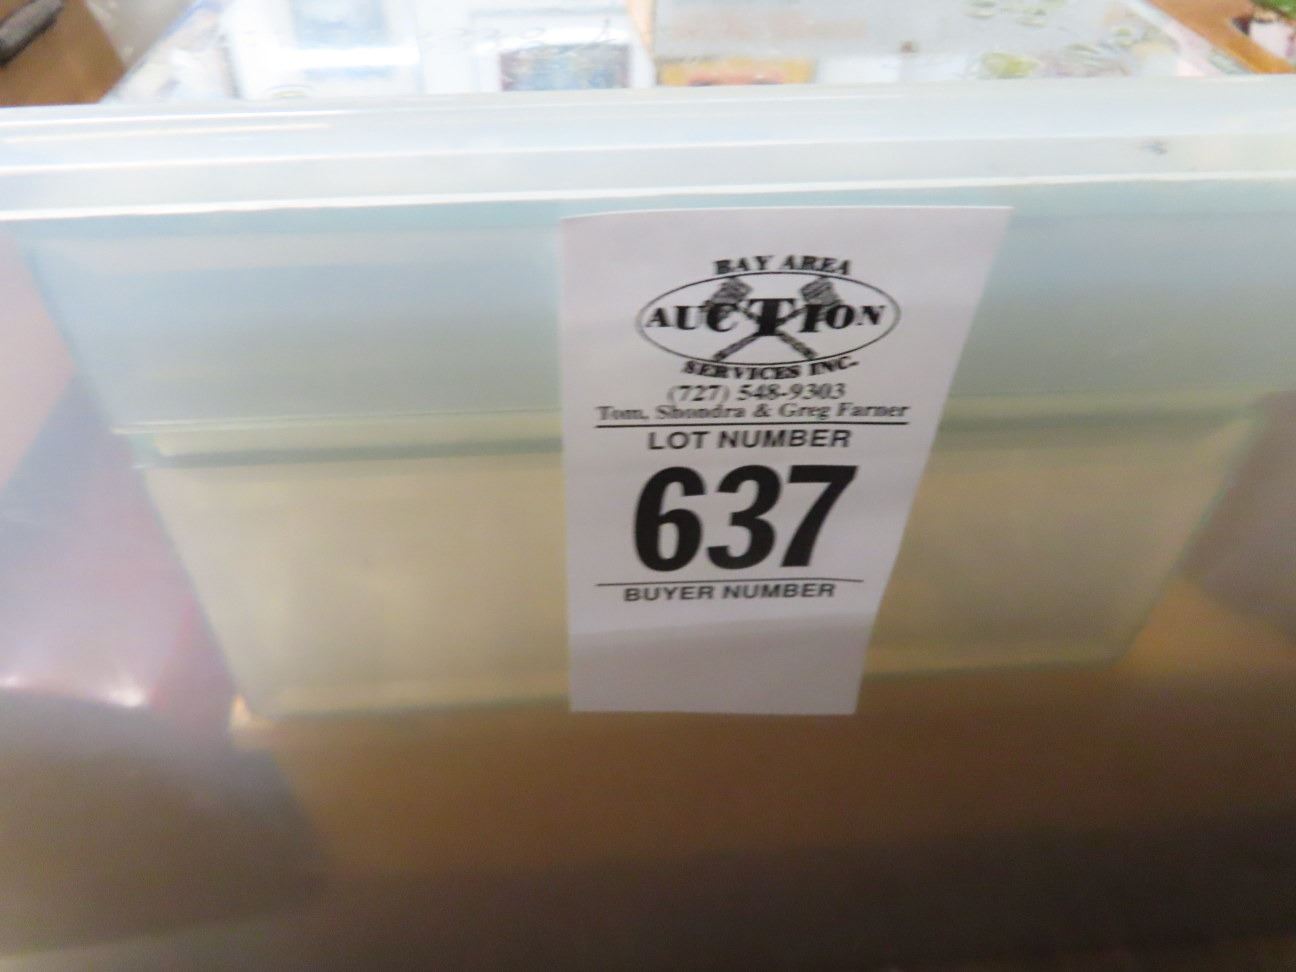 BAY AREA
AUCTION
SERVICES INC.
(727) 548-9303
Tom, Shondra & Greg Farner
LOT NUMBER
637
BUYER NUMBER